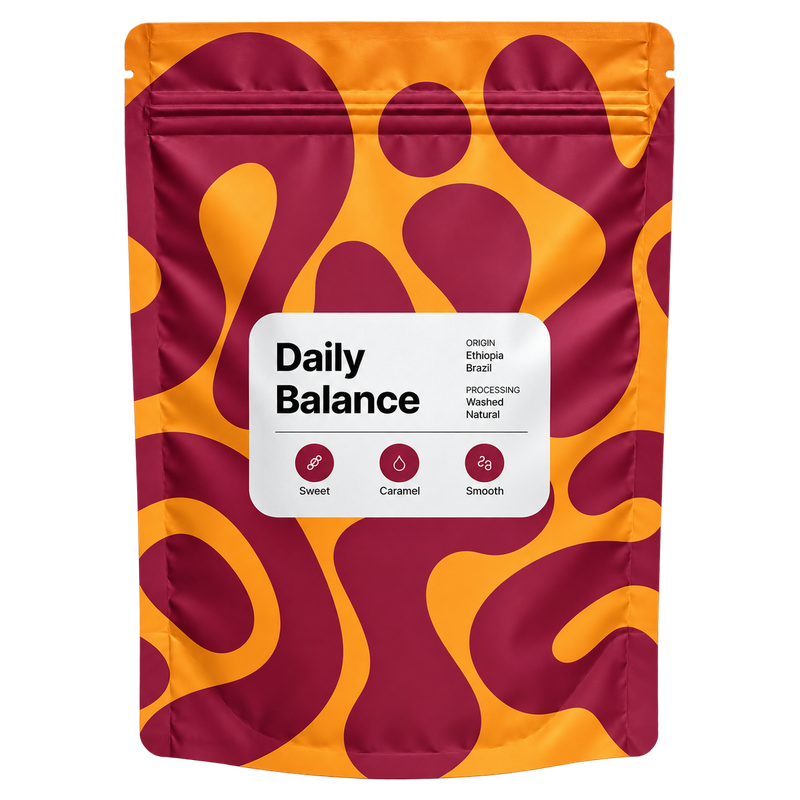 Daily
Balance
ORIGIN
Ethiopia
Brazil
PROCESSING
Washed
Natural
Sweet
Caramel
Smooth